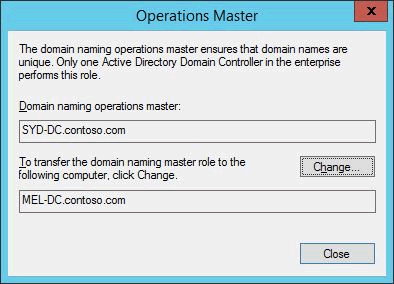 Operations Master
x
The domain naming operations master ensures that domain names are
unique. Only one Active Directory Domain Controller in the enterprise
performs this role.
Domain naming operations master:
SYD-DC.contoso.com
To transfer the domain naming master role to the
following computer, click Change.
Change...
MEL-DC.contoso.com
Close